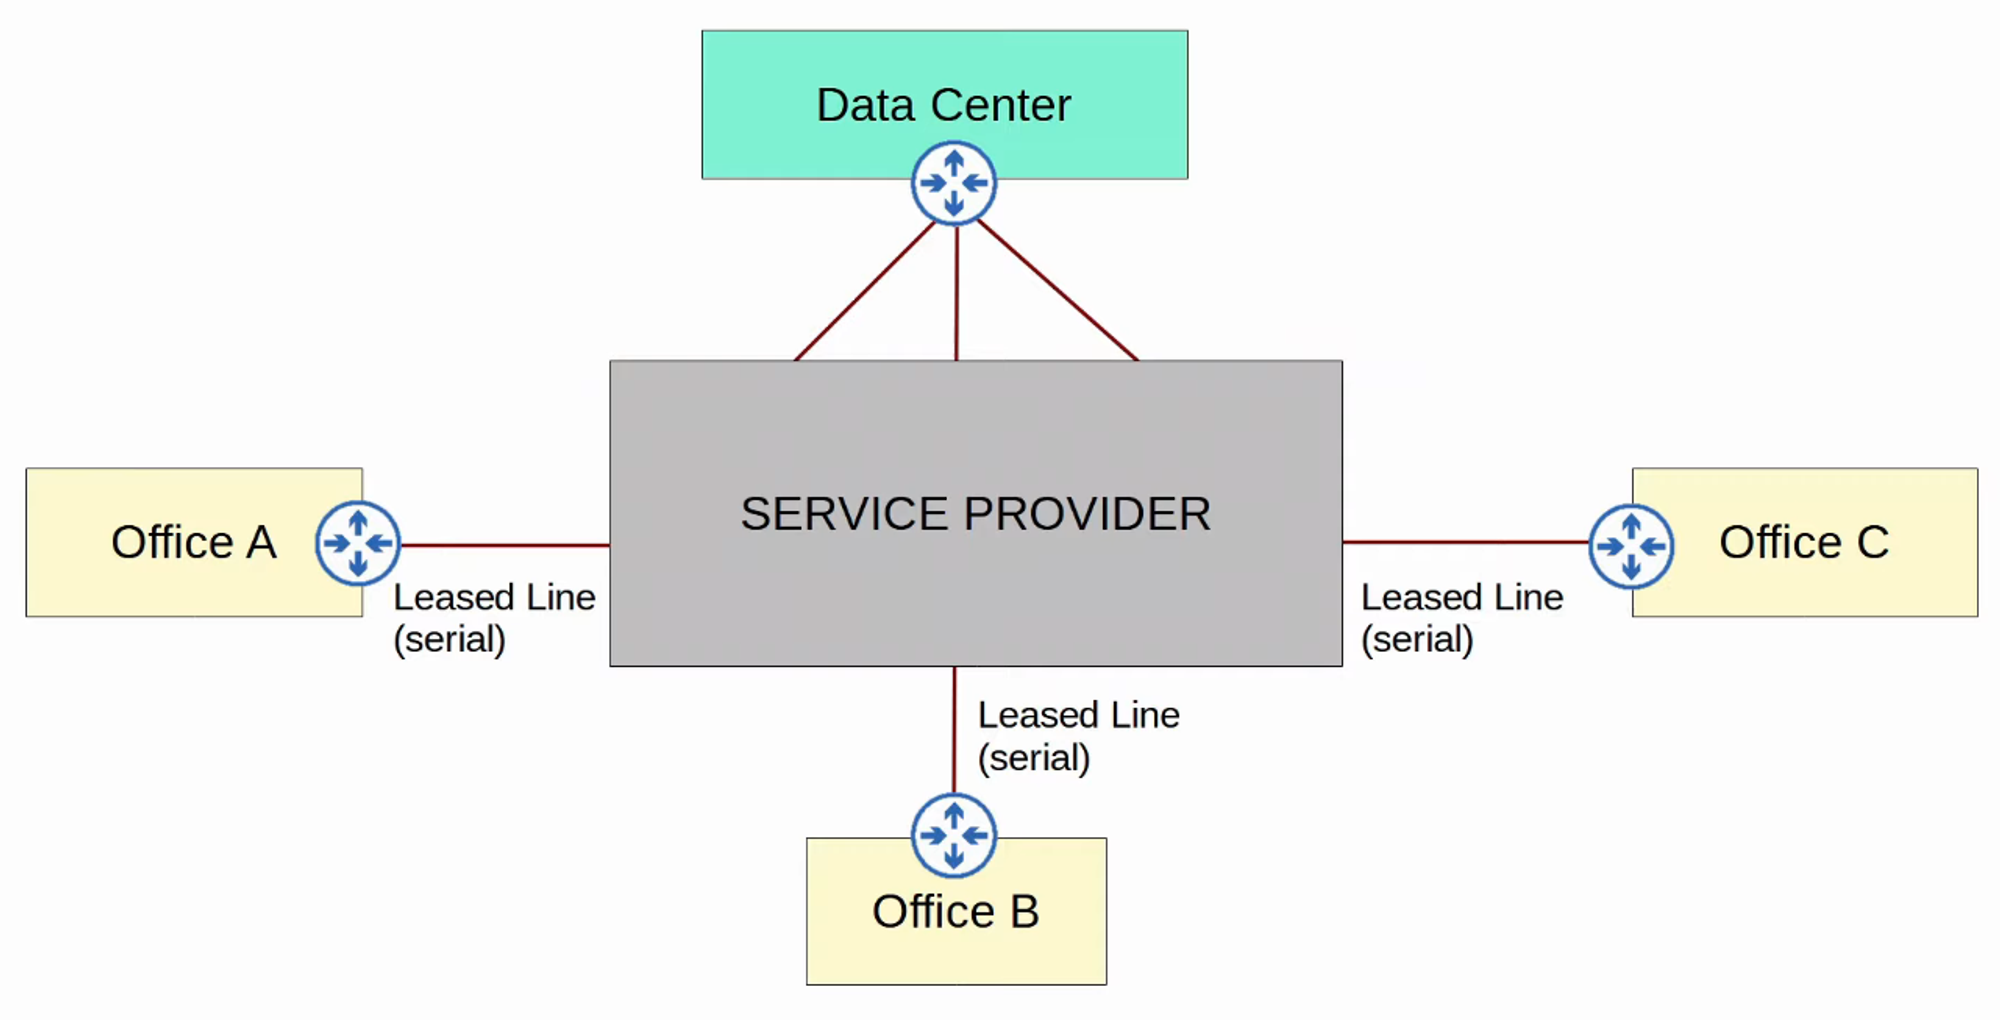 Data Center
SERVICE PROVIDER
Office A
Leased Line
(serial)
Office C
Leased Line
(serial)
Leased Line
(serial)
Office B